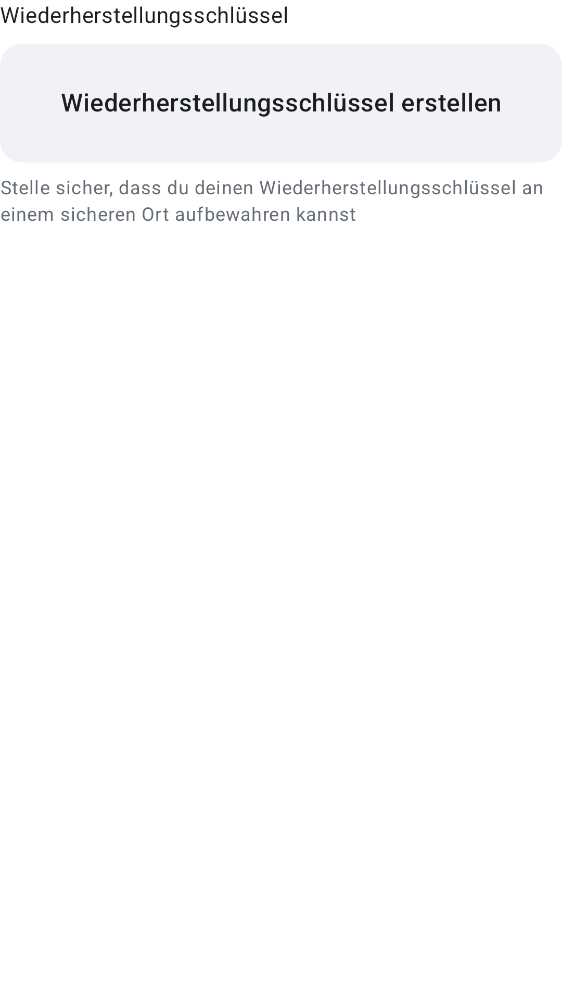 Wiederherstellungsschlüssel
Wiederherstellungsschlüssel erstellen
Stelle sicher, dass du deinen Wiederherstellungsschlüssel an
einem sicheren Ort aufbewahren kannst